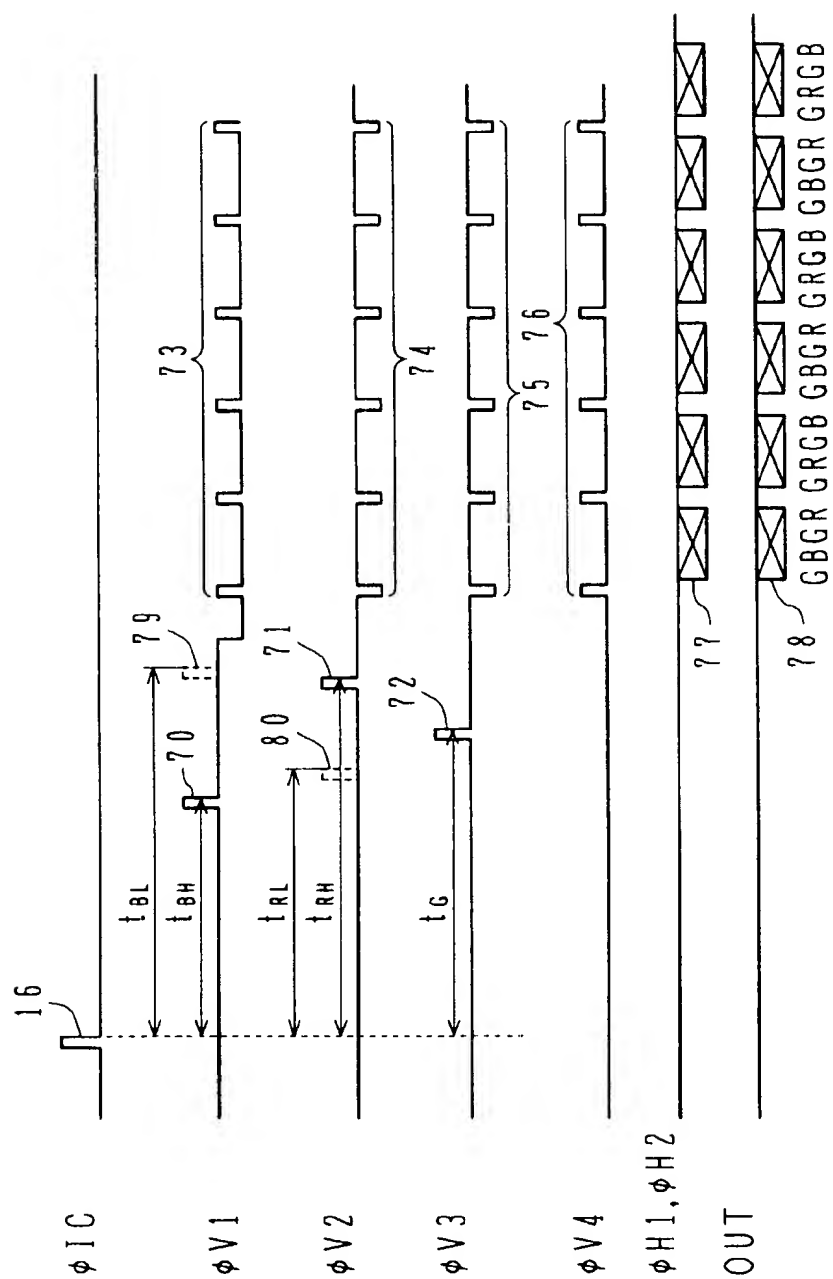 φIC
16
φV1
tBL
tBH
70
79
73
φV2
tRL
tRH
80
71
74
φV3
tG
72
75
φV4
76
φH1,φH2
77
OUT
78
GBGR GRGB GBGR GRGB GBGR GRGB